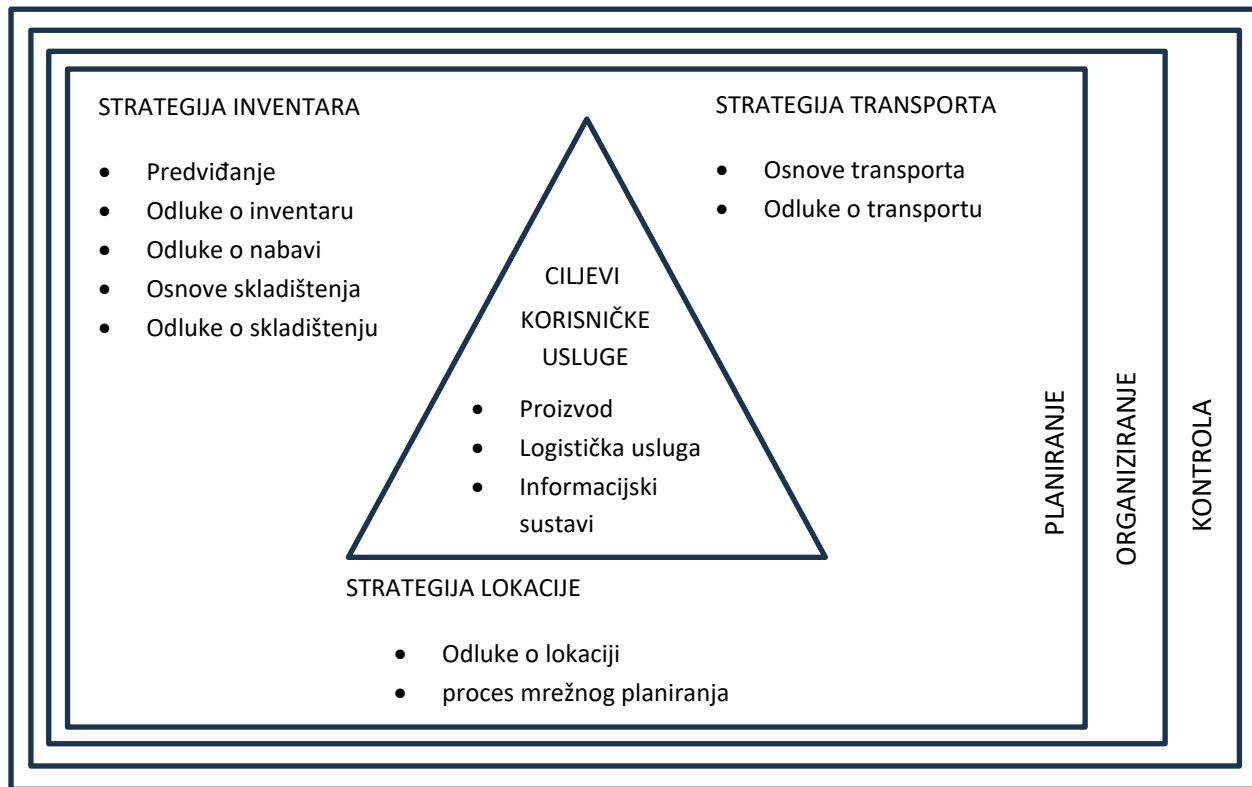 STRATEGIJA INVENTARA
• Predviđanje
• Odluke o inventaru
• Odluke o nabavi
• Osnove skladištenja
• Odluke o skladištenju
STRATEGIJA TRANSPORTA
• Osnove transporta
• Odluke o transportu
CILJEVI
KORISNIČKE
USLUGE
• Proizvod
• Logistička usluga
• Informacijski
sustavi
STRATEGIJA LOKACIJE
• Odluke o lokaciji
• proces mrežnog planiranja
PLANIRANJE
ORGANIZIRANJE
KONTROLA